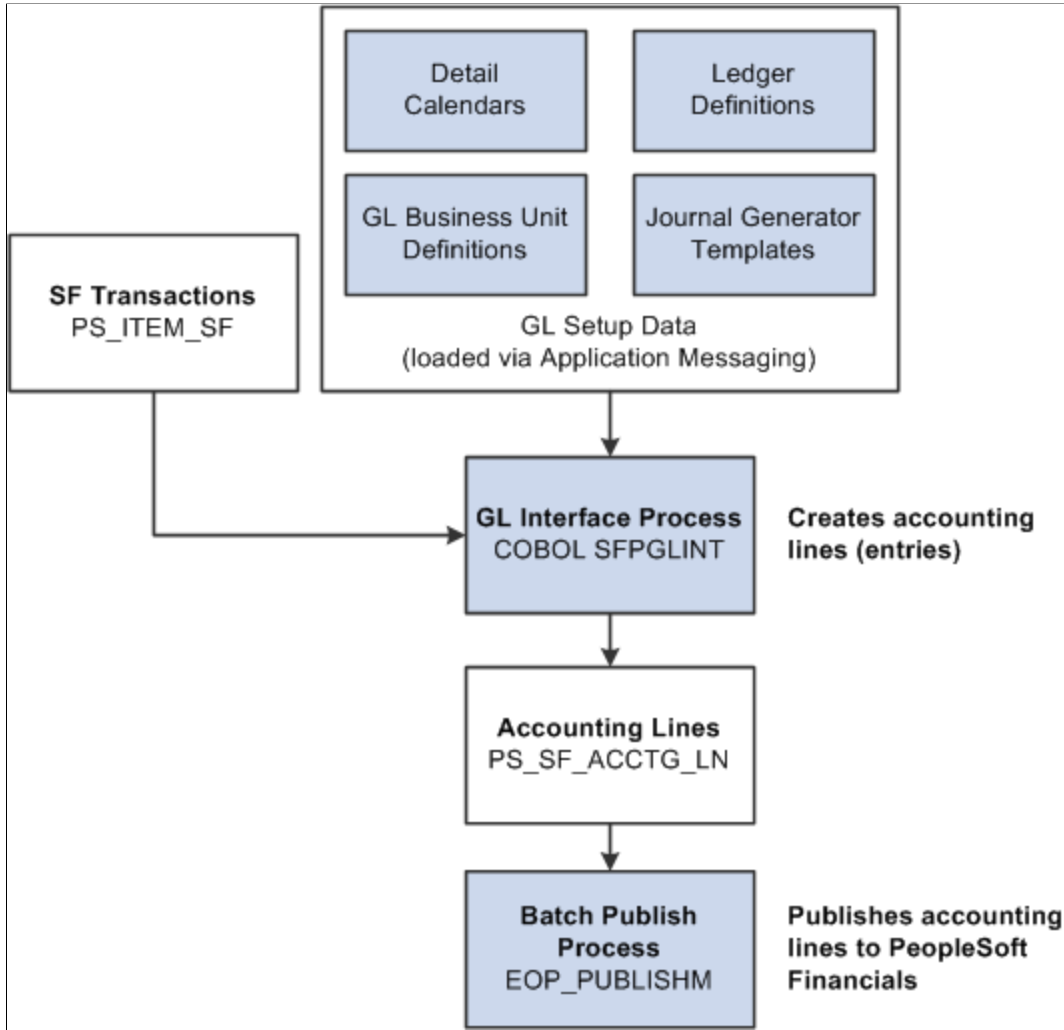 Detail
Calendars
Ledger
Definitions
GL Business Unit
Definitions
Journal Generator
Templates
GL Setup Data
(loaded via Application Messaging)
SF Transactions
PS_ITEM_SF
GL Interface Process
COBOL SFPGLINT
Creates accounting
lines (entries)
Accounting Lines
PS_SF_ACCTG_LN
Batch Publish
Process
EOP_PUBLISHM
Publishes accounting
lines to PeopleSoft
Financials